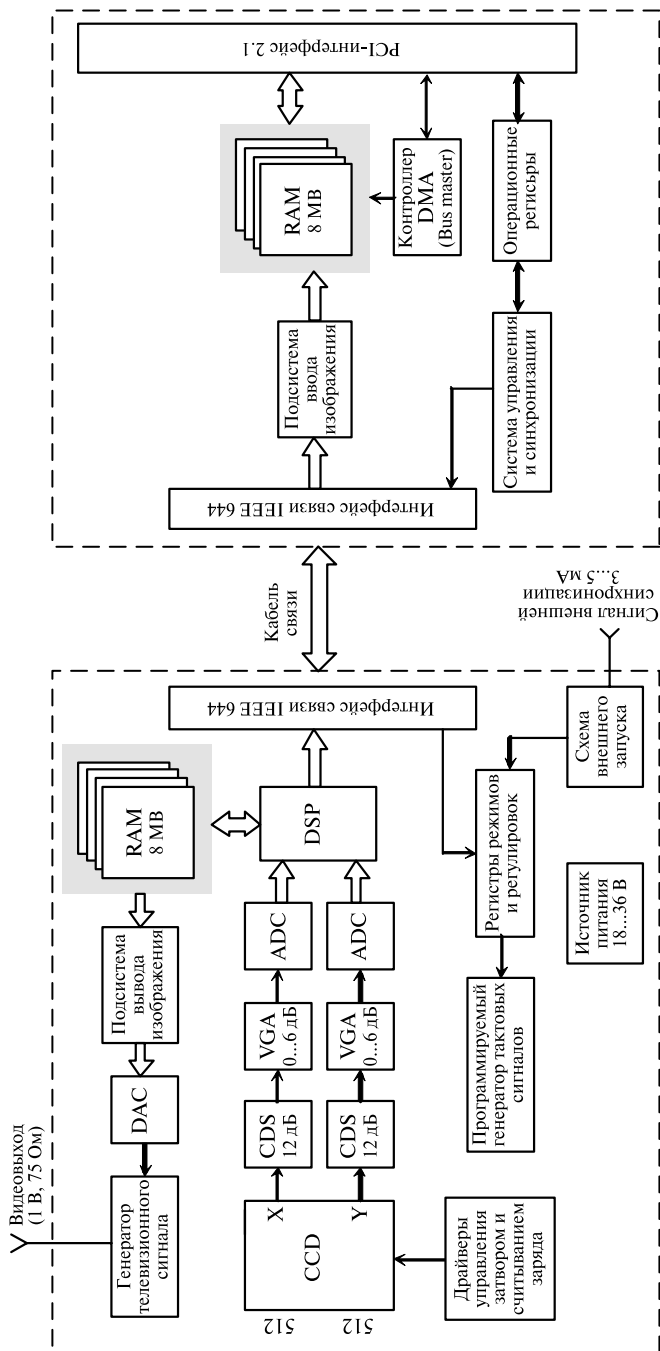 Видеовыход
(1 В, 75 Ом)
Генератор
телевизионного
сигнала
DAC
Подсистема
вывода
изображения
RAM
8 MB
512
512
CCD
X
Y
CDS
12 дБ
CDS
12 дБ
VGA
0...6 дБ
VGA
0...6 дБ
ADC
ADC
DSP
Интерфейс связи IEEE 644
Драйверы
управления
затвором и
считыванием
заряда
Программируемый
генератор тактовых
сигналов
Регистры режимов
и регулировок
Источник
питания
18...36 В
Схема
внешнего
запуска
Сигнал внешней
синхронизации
3...5 мА
Кабель
связи
Интерфейс связи IEEE 644
Подсистема
ввода
изображения
RAM
8 MB
PCI-интерфейс 2.1
Контроллер
DMA
(Bus master)
Система управления
и синхронизации
Операционные
регисьры